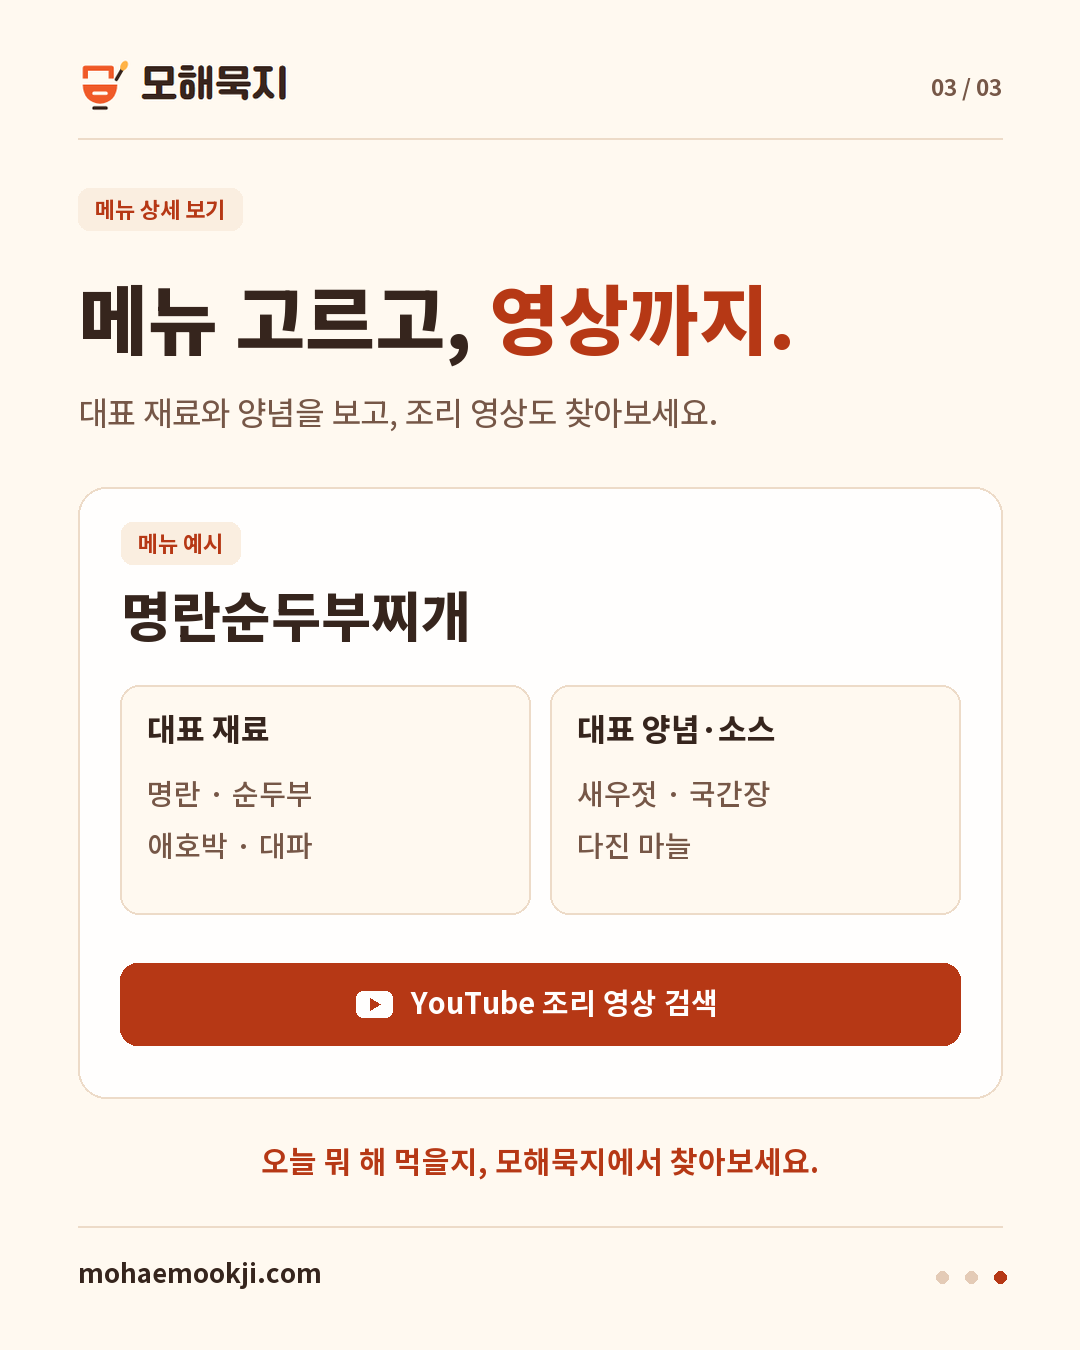 모해묵지
03 / 03
메뉴 상세 보기
메뉴 고르고, 영상까지.
대표 재료와 양념을 보고, 조리 영상도 찾아보세요.
메뉴 예시
명란순두부찌개
대표 재료
명란 · 순두부
애호박 · 대파
대표 양념·소스
새우젓 · 국간장
다진 마늘
YouTube 조리 영상 검색
오늘 뭐 해 먹을지, 모해묵지에서 찾아보세요.
mohaemookji.com